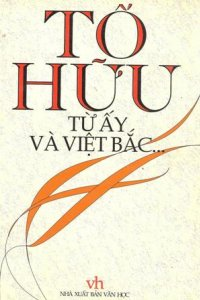 TỐ
HỮU
TỪ ẤY
VÀ VIỆT BẮC...
vh
NHÀ XUẤT BẢN VĂN HỌC